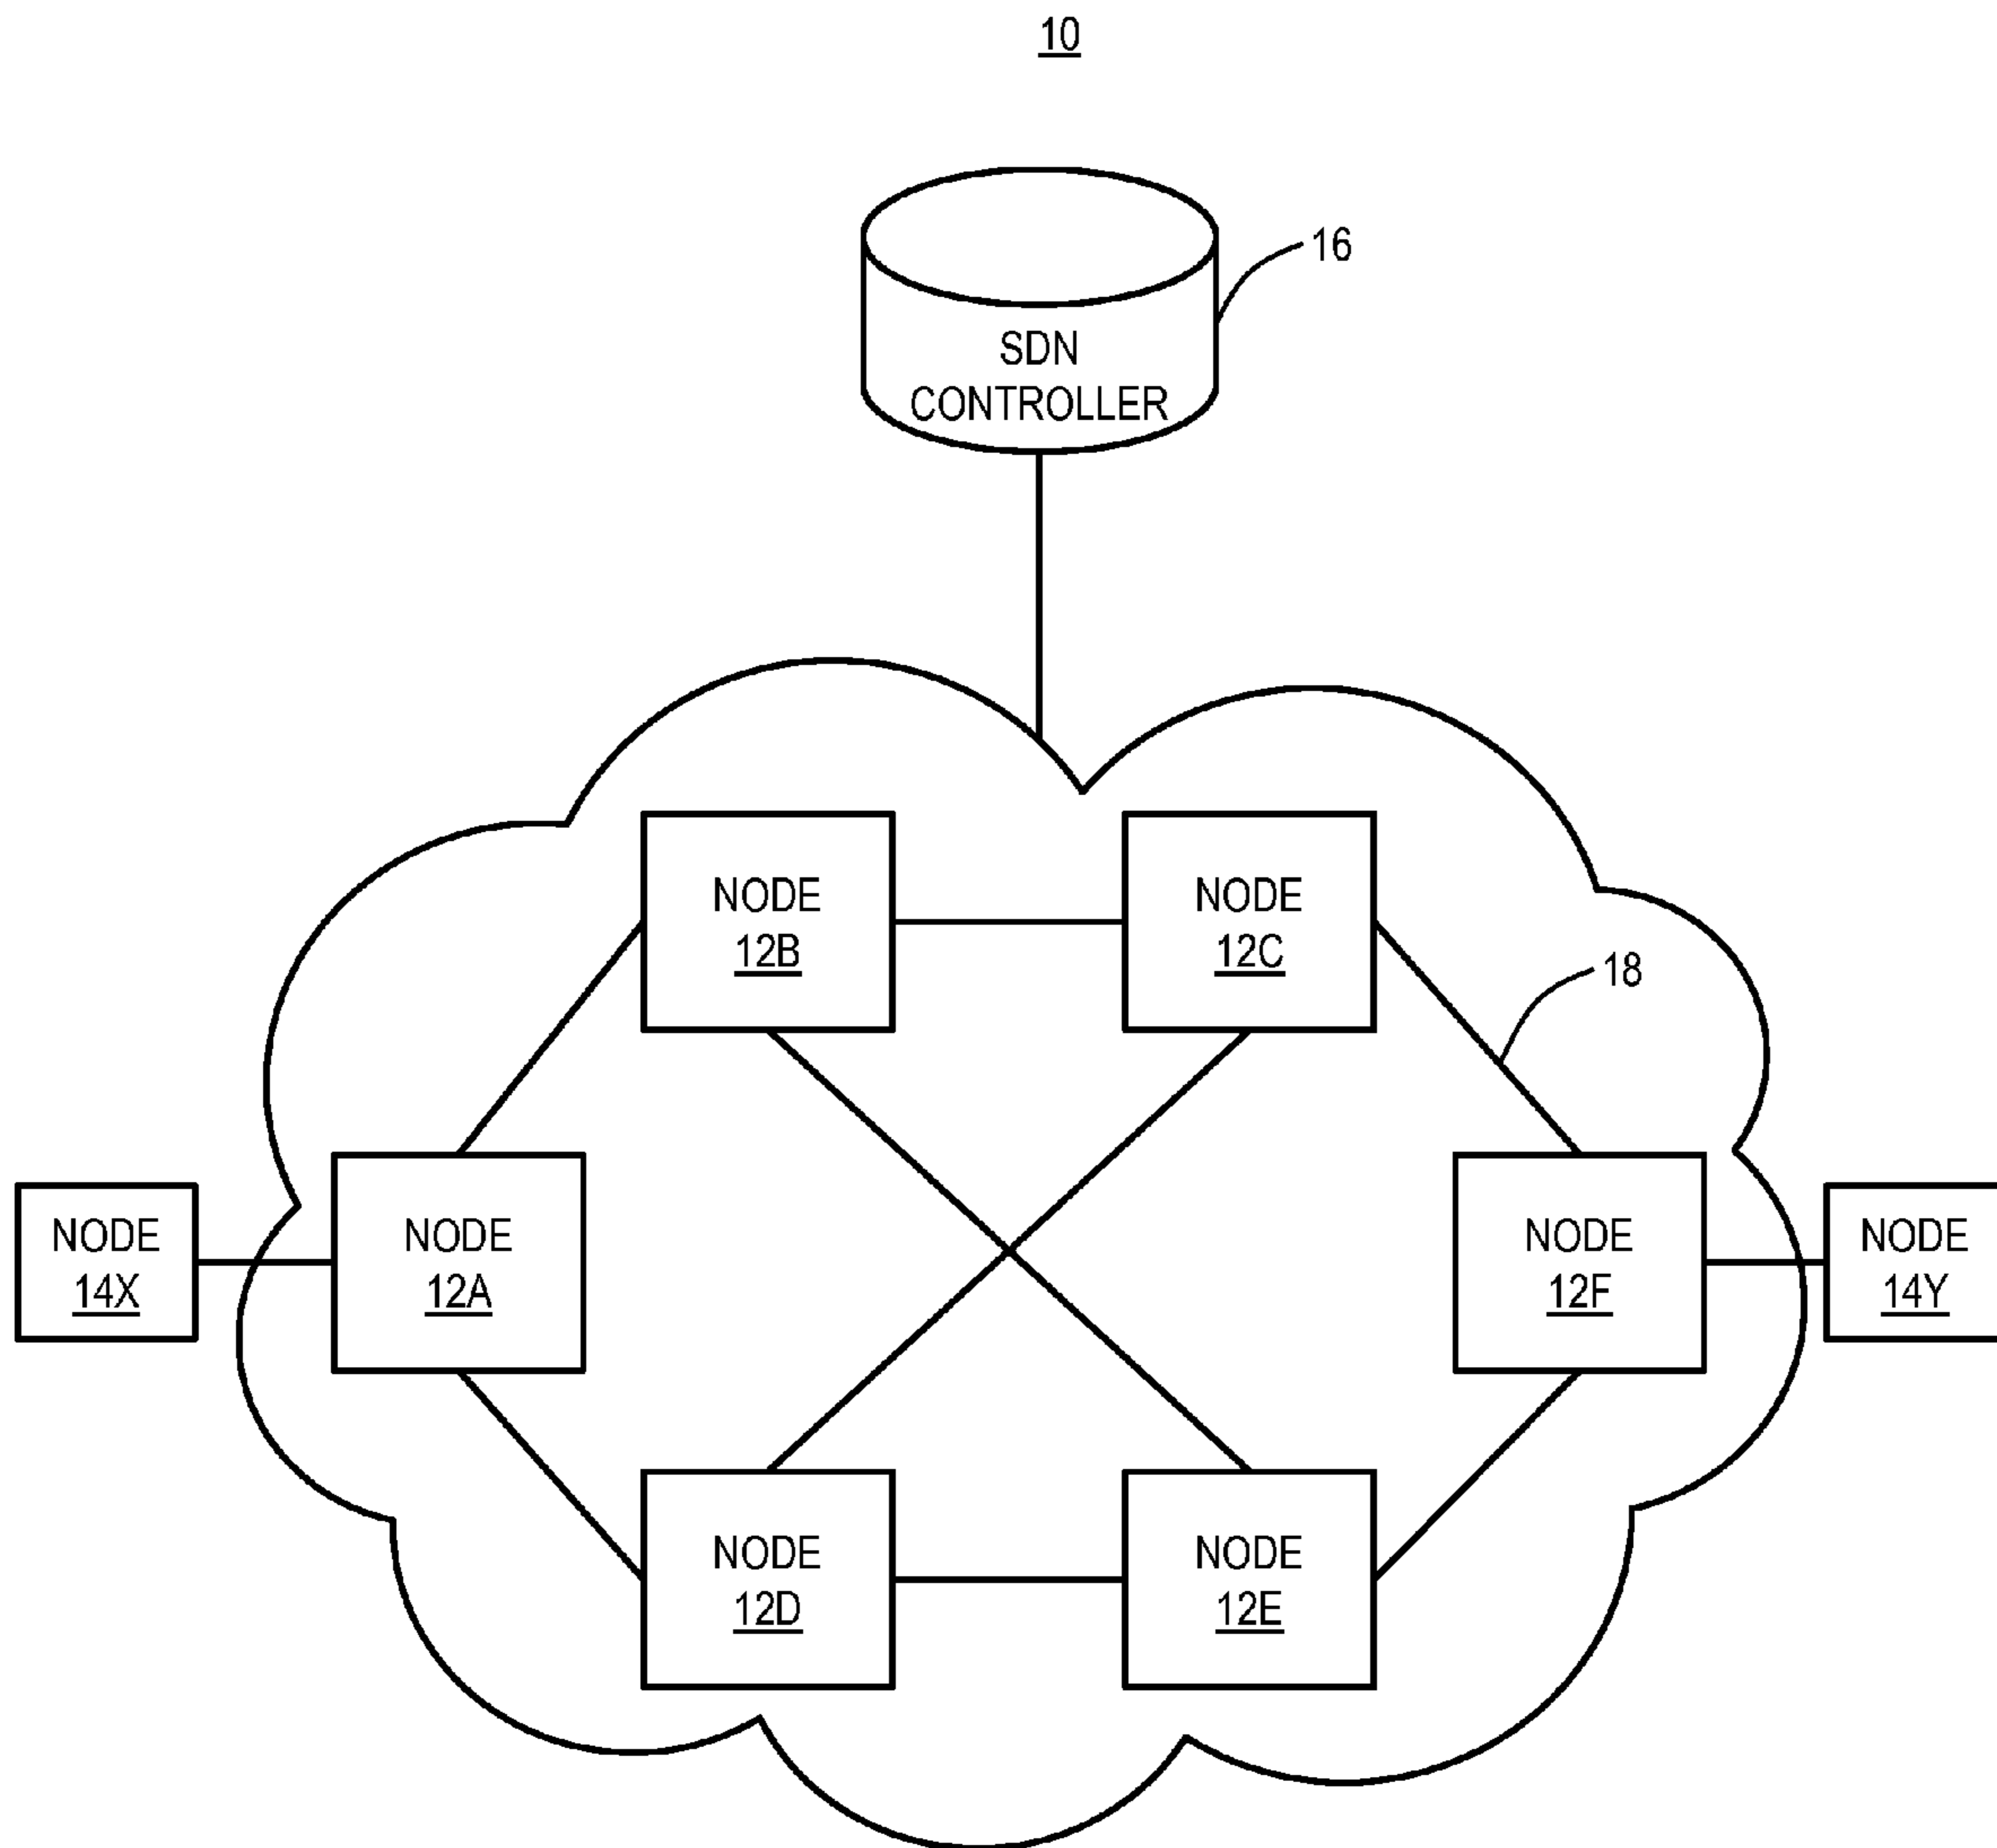 10
16
SDN
CONTROLLER
NODE
12B
NODE
12C
18
NODE
14X
NODE
12A
NODE
12F
NODE
14Y
NODE
12D
NODE
12E